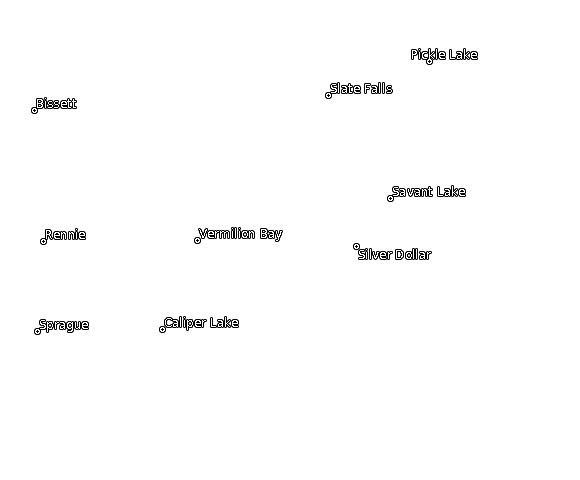 Pickle Lake
Slate Falls
Bissett
Savant Lake
Rennie
Vermilion Bay
Silver Dollar
Sprague
Caliper Lake